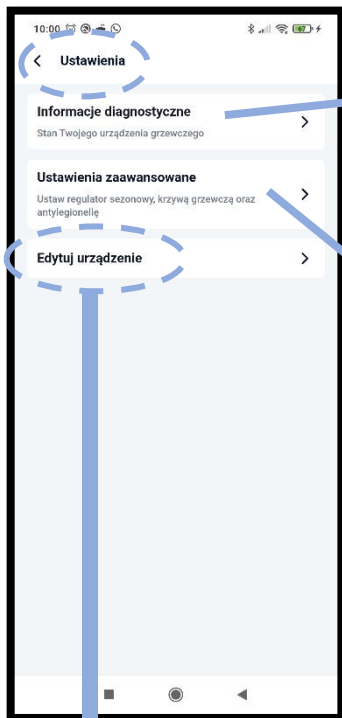 10:00
67
Ustawienia
Informacje diagnostyczne
Stan Twojego urządzenia grzewczego
Ustawienia zaawansowane
Ustaw regulator sezonowy, krzywą grzewczą oraz
antylegionellę
Edytuj urządzenie